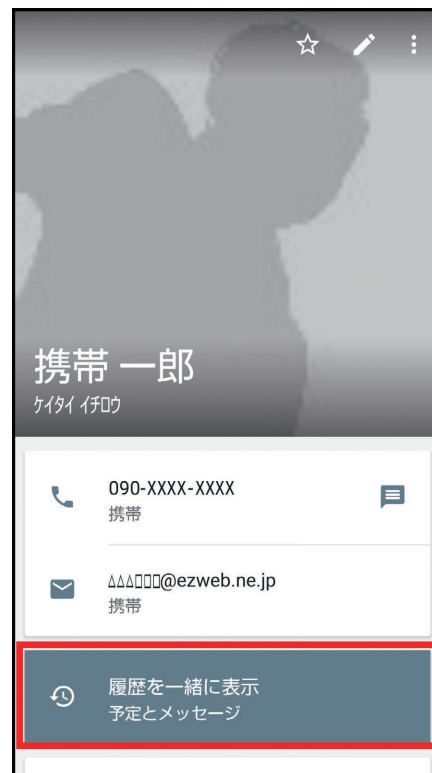 携帯 一郎
ケイタイ イチロウ
090-XXXX-XXXX
携帯
△△△□□□@ezweb.ne.jp
携帯
履歴を一緒に表示
予定とメッセージ